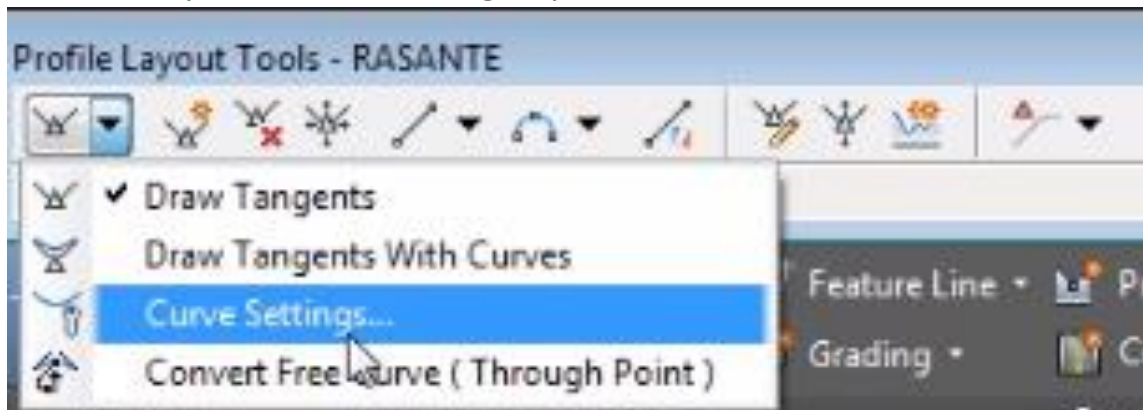 Profile Layout Tools - RASANTE
Draw Tangents
Draw Tangents With Curves
Curve Settings...
Convert Free Curve ( Through Point )
Feature Line
Grading